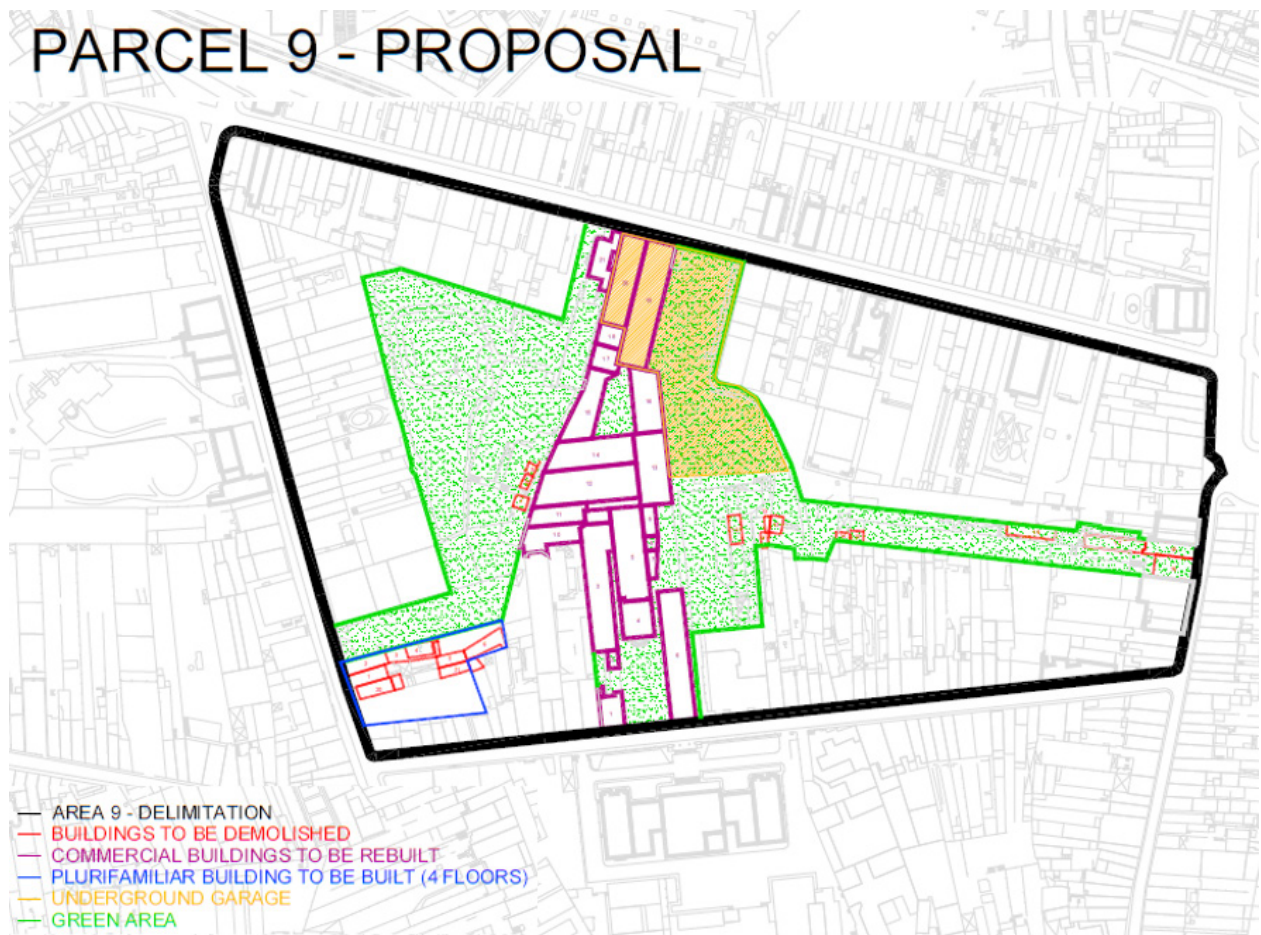 PARCEL 9 - PROPOSAL
AREA 9 - DELIMITATION
BUILDINGS TO BE DEMOLISHED
COMMERCIAL BUILDINGS TO BE REBUILT
PLURIFAMILIAR BUILDING TO BE BUILT (4 FLOORS)
UNDERGROUND GARAGE
GREEN AREA